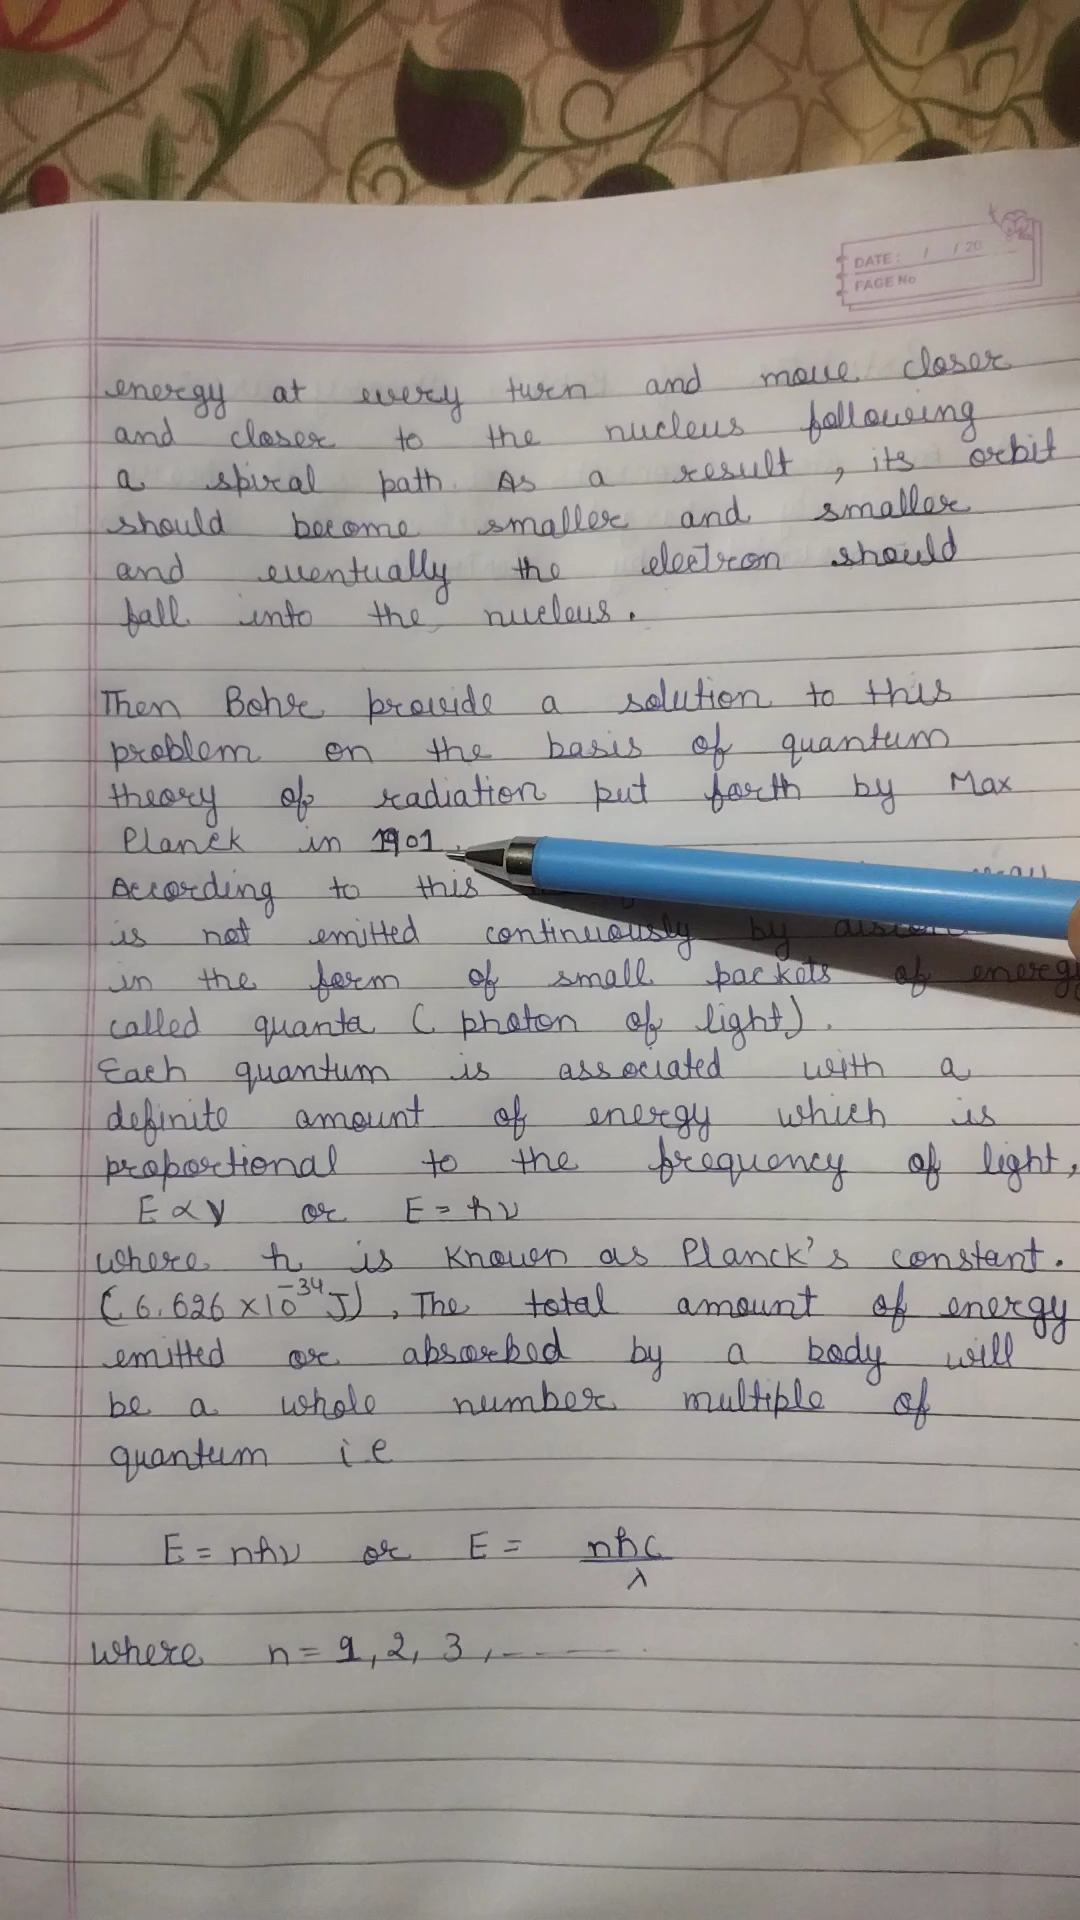 DATE: / / 20
PAGE No
energy at every turn and move closer
and closer to the nucleus following
a spiral path. As a result, its orbit
should become smaller and smaller
and eventually the electron should
fall into the nucleus.
Then Bohr provide a solution to this
problem on the basis of quantum
theory of radiation put forth by Max
Planck in 1901.
According to this
is not emitted continuously by
in the form of small packets of energy
called quanta ( photon of light).
Each quantum is associated with a
definite amount of energy which is
proportional to the frequency of light,
E ∝ ν or E = hν
where h is known as Planck's constant.
(6.626 ×10⁻³⁴J), The total amount of energy
emitted or absorbed by a body will
be a whole number multiple of
quantum i e
E = nhν or E = nhc
λ
where n = 1, 2, 3, -----